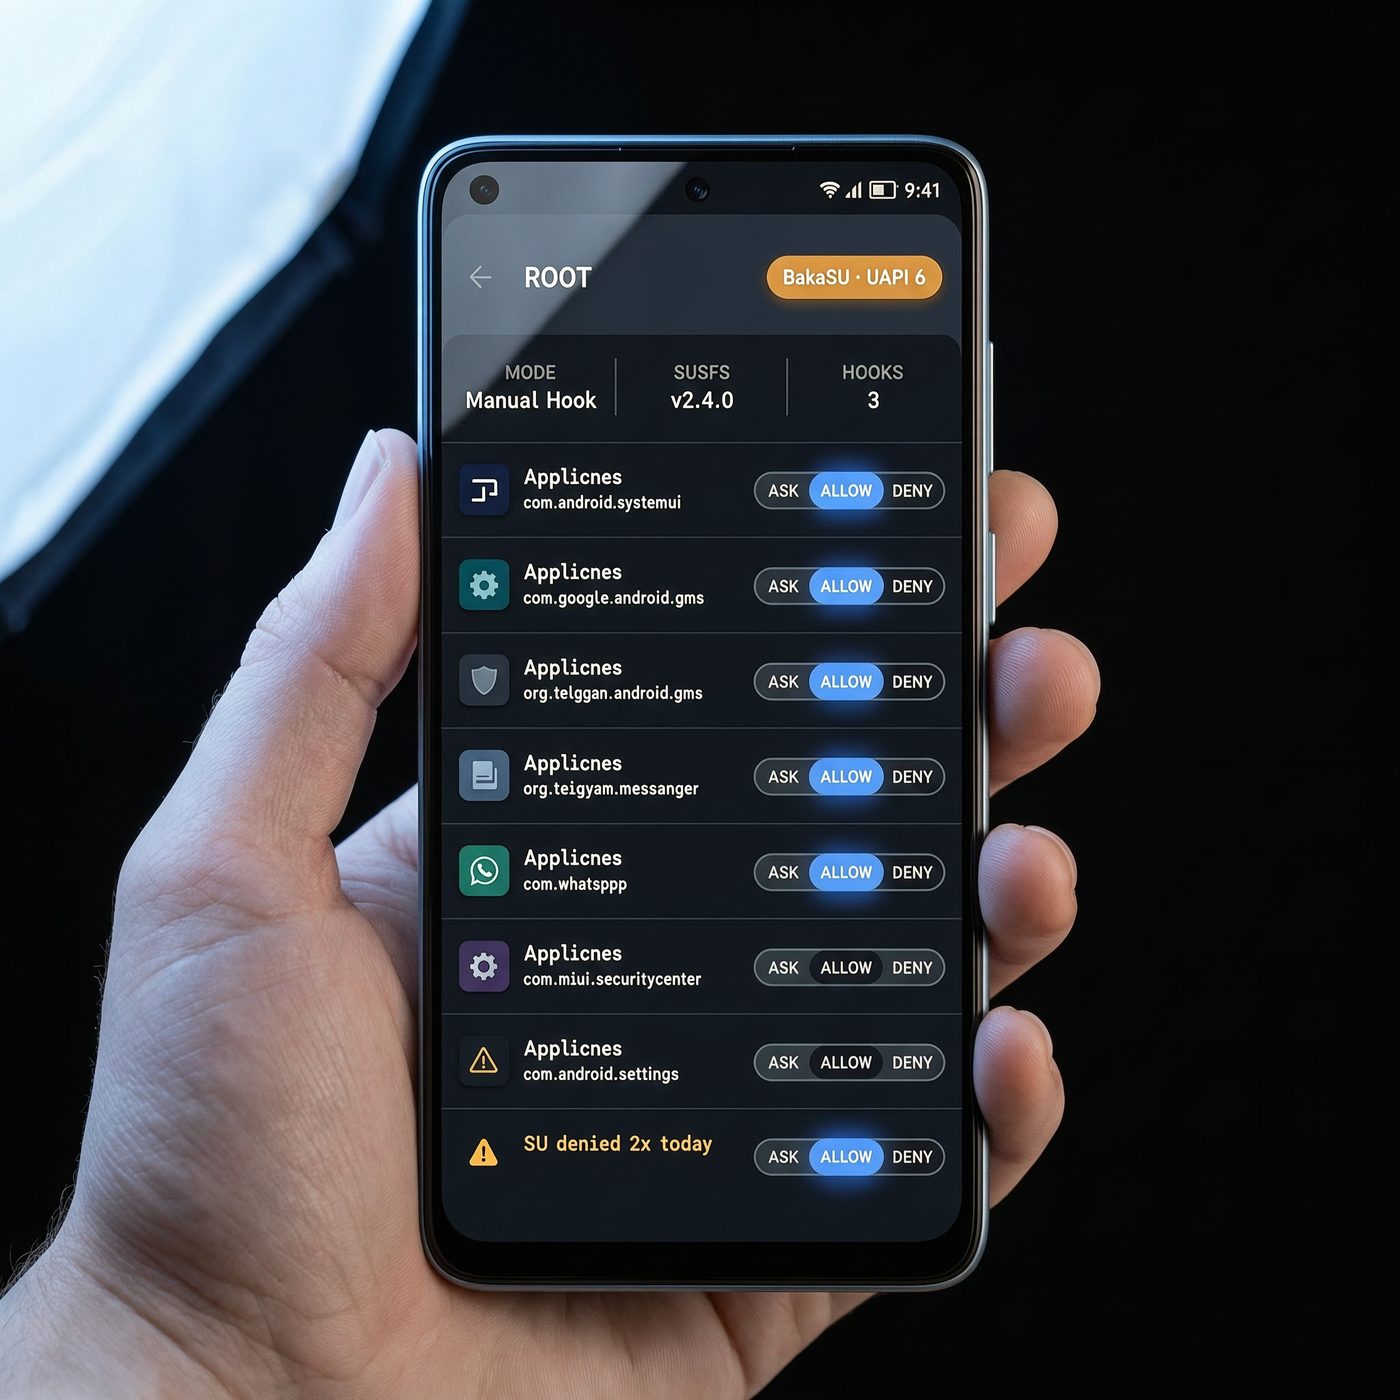 9:41
ROOT
BakaSU · UAPI 6
MODE SUSFS HOOKS
Manual Hook v2.4.0 3
Applicnes
com.android.systemui
ASK ALLOW DENY
Applicnes
com.google.android.gms
ASK ALLOW DENY
Applicnes
org.telggan.android.gms
ASK ALLOW DENY
Applicnes
org.teigyam.messanger
ASK ALLOW DENY
Applicnes
com.whatsppp
ASK ALLOW DENY
Applicnes
com.miui.securitycenter
ASK ALLOW DENY
Applicnes
com.android.settings
ASK ALLOW DENY
SU denied 2x today
ASK ALLOW DENY